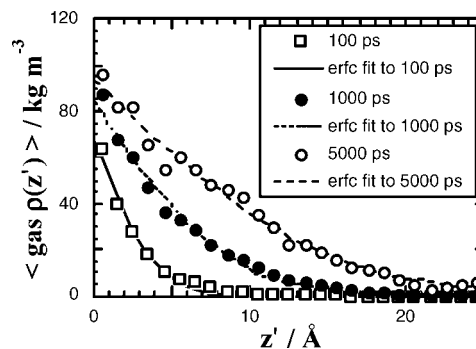 120
80
40
0
< gas ρ(z') > / kg m⁻³
100 ps
erfc fit to 100 ps
1000 ps
erfc fit to 1000 ps
5000 ps
erfc fit to 5000 ps
0
10
20
z' / Å